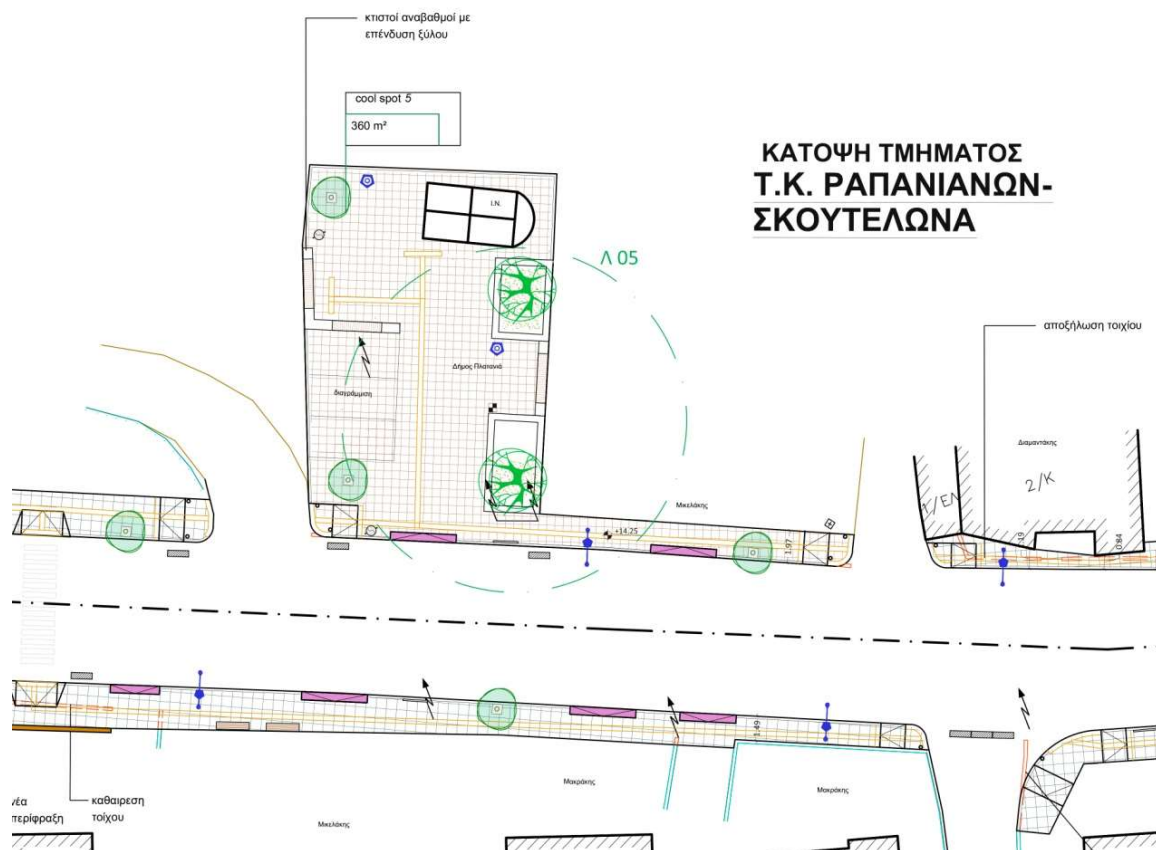 κτιστοί αναβαθμοί με
επένδυση ξύλου
cool spot 5
360 m²
ΚΑΤΟΨΗ ΤΜΗΜΑΤΟΣ
Τ.Κ. ΡΑΠΑΝΙΑΝΩΝ-
ΣΚΟΥΤΕΛΩΝΑ
Ι.Ν.
Λ 05
αποξήλωση τοιχίου
Δήμος Πλατανιά
διαγράμμιση
Διαμαντάκης
2/Κ
Γ/ΕΛ
Μικελάκης
+14.25
1.97
0.84
1.49
Μακράκης
Μακράκης
νέα
περίφραξη
καθαιρεση
τοίχου
Μικελάκης